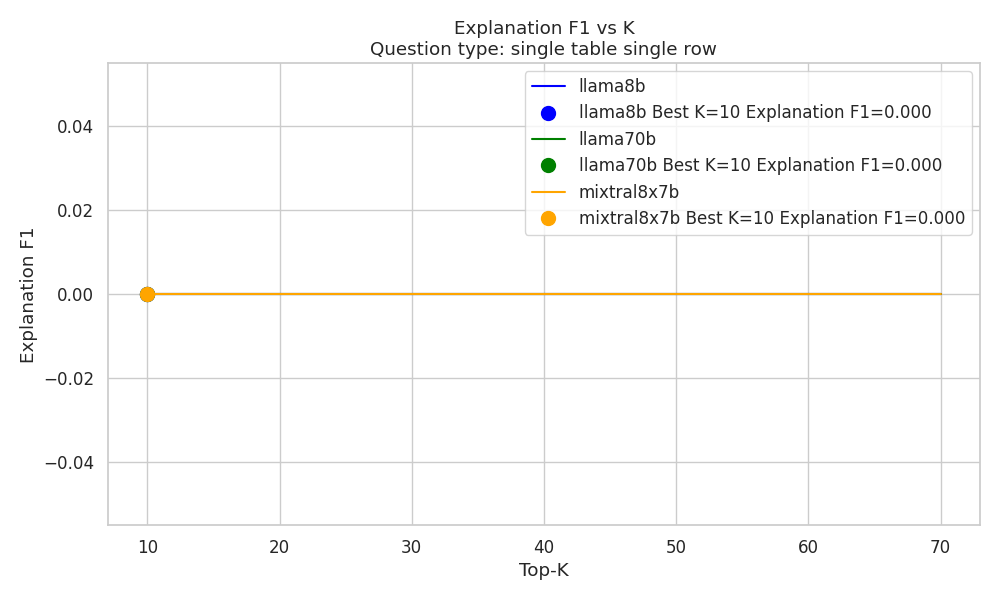 Explanation F1 vs K
Question type: single table single row
llama8b
llama8b Best K=10 Explanation F1=0.000
llama70b
llama70b Best K=10 Explanation F1=0.000
mixtral8x7b
mixtral8x7b Best K=10 Explanation F1=0.000
Explanation F1
0.04
0.02
0.00
−0.02
−0.04
10 20 30 40 50 60 70
Top-K